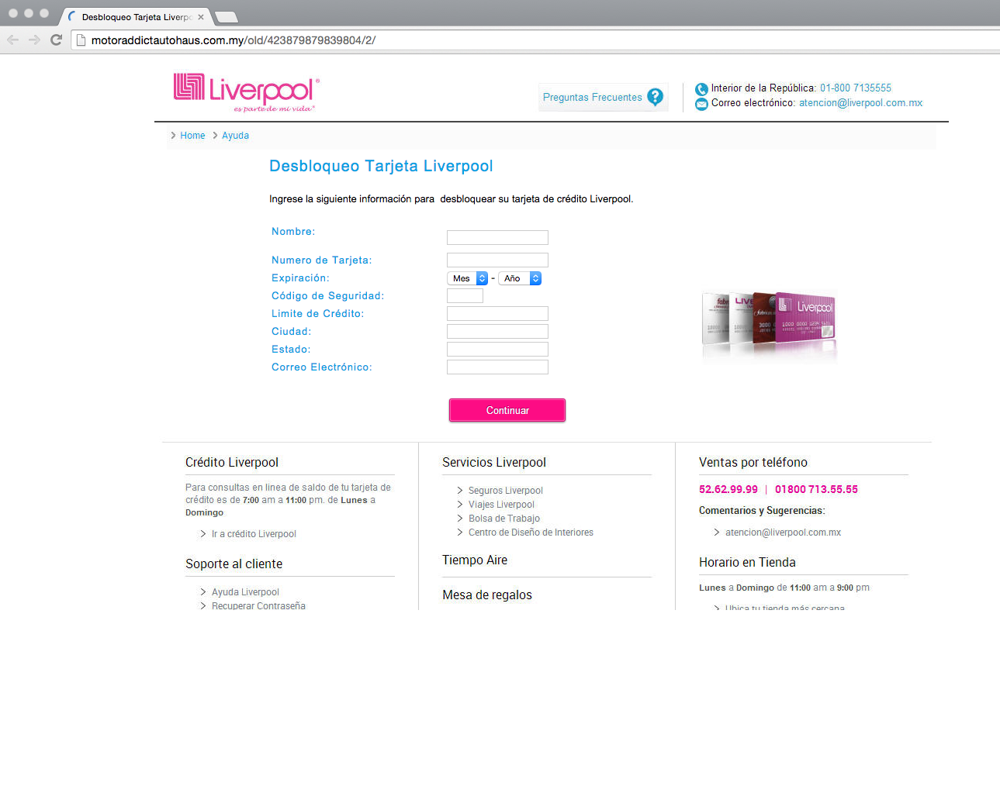 Desbloqueo Tarjeta Liverpo
motoraddictautohaus.com.my/old/423879879839804/2/
Liverpool
es parte de mi vida
Preguntas Frecuentes ?
Interior de la República: 01-800 7135555
Correo electrónico: atencion@liverpool.com.mx
Home
Ayuda
Desbloqueo Tarjeta Liverpool
Ingrese la siguiente información para  desbloquear su tarjeta de crédito Liverpool.
Nombre:
Numero de Tarjeta:
Expiración: Mes - Año
Código de Seguridad:
Limite de Crédito:
Ciudad:
Estado:
Correo Electrónico:
Liverpool
Continuar
Crédito Liverpool
Para consultas en linea de saldo de tu tarjeta de
crédito es de 7:00 am a 11:00 pm. de Lunes a
Domingo
Ir a crédito Liverpool
Soporte al cliente
Ayuda Liverpool
Recuperar Contraseña
Servicios Liverpool
Seguros Liverpool
Viajes Liverpool
Bolsa de Trabajo
Centro de Diseño de Interiores
Tiempo Aire
Mesa de regalos
Ventas por teléfono
52.62.99.99 | 01800 713.55.55
Comentarios y Sugerencias:
atencion@liverpool.com.mx
Horario en Tienda
Lunes a Domingo de 11:00 am a 9:00 pm
Ubica tu tienda más cercana